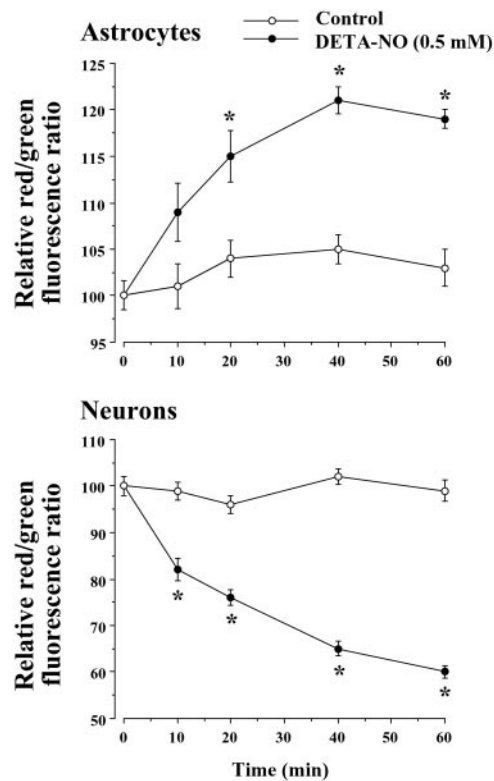 Control
DETA-NO (0.5 mM)
Astrocytes
Relative red/green
fluorescence ratio
125
120
115
110
105
100
95
* * *
0 10 20 30 40 50 60
Neurons
Relative red/green
fluorescence ratio
110
100
90
80
70
60
50
* * * *
0 10 20 30 40 50 60
Time (min)